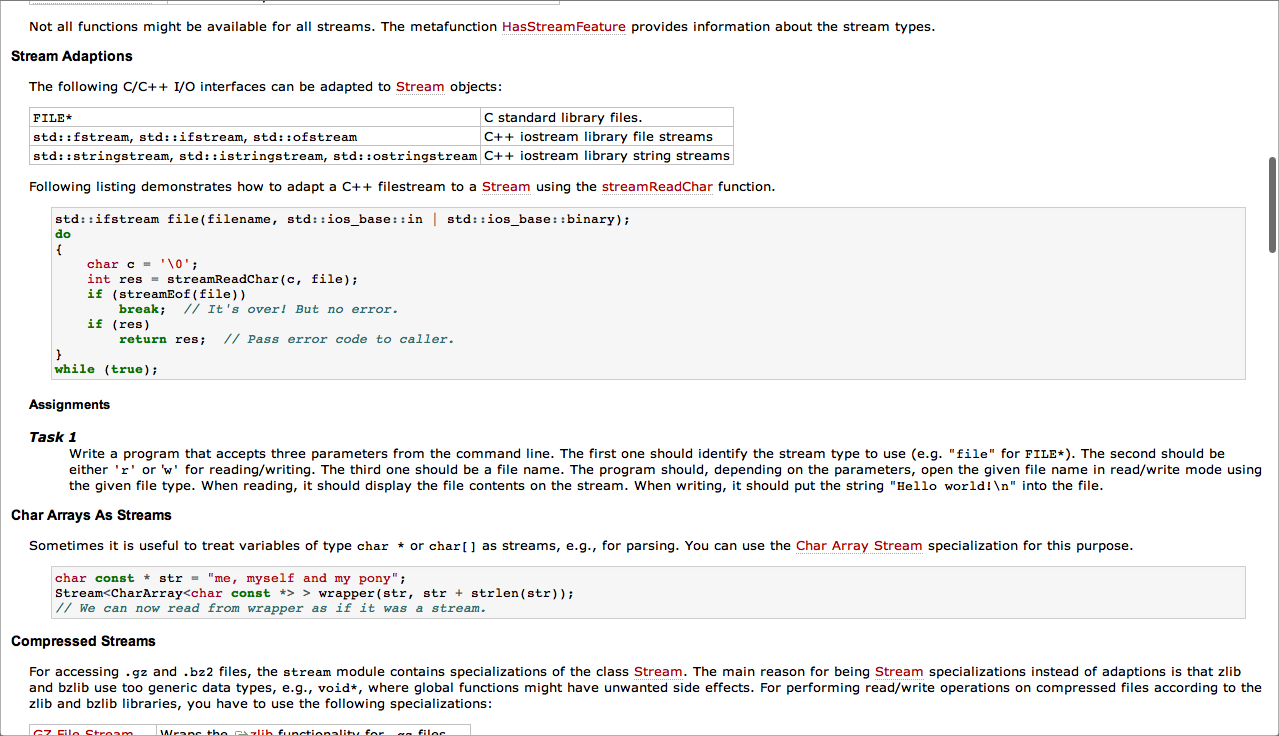 Not all functions might be available for all streams. The metafunction HasStreamFeature provides information about the stream types.
Stream Adaptions
The following C/C++ I/O interfaces can be adapted to Stream objects:
FILE* C standard library files.
std::fstream, std::ifstream, std::ofstream C++ iostream library file streams
std::stringstream, std::istringstream, std::ostringstream C++ iostream library string streams
Following listing demonstrates how to adapt a C++ filestream to a Stream using the streamReadChar function.
std::ifstream file(filename, std::ios_base::in | std::ios_base::binary);
do
{
    char c = '\0';
    int res = streamReadChar(c, file);
    if (streamEof(file))
        break;  // It's over! But no error.
    if (res)
        return res;  // Pass error code to caller.
}
while (true);
Assignments
Task 1
Write a program that accepts three parameters from the command line. The first one should identify the stream type to use (e.g. "file" for FILE*). The second should be
either 'r' or 'w' for reading/writing. The third one should be a file name. The program should, depending on the parameters, open the given file name in read/write mode using
the given file type. When reading, it should display the file contents on the stream. When writing, it should put the string "Hello world!\n" into the file.
Char Arrays As Streams
Sometimes it is useful to treat variables of type char * or char[] as streams, e.g., for parsing. You can use the Char Array Stream specialization for this purpose.
char const * str = "me, myself and my pony";
Stream<CharArray<char const *> > wrapper(str, str + strlen(str));
// We can now read from wrapper as if it was a stream.
Compressed Streams
For accessing .gz and .bz2 files, the stream module contains specializations of the class Stream. The main reason for being Stream specializations instead of adaptions is that zlib
and bzlib use too generic data types, e.g., void*, where global functions might have unwanted side effects. For performing read/write operations on compressed files according to the
zlib and bzlib libraries, you have to use the following specializations:
GZ File Stream Wraps the zlib functionality for .gz files